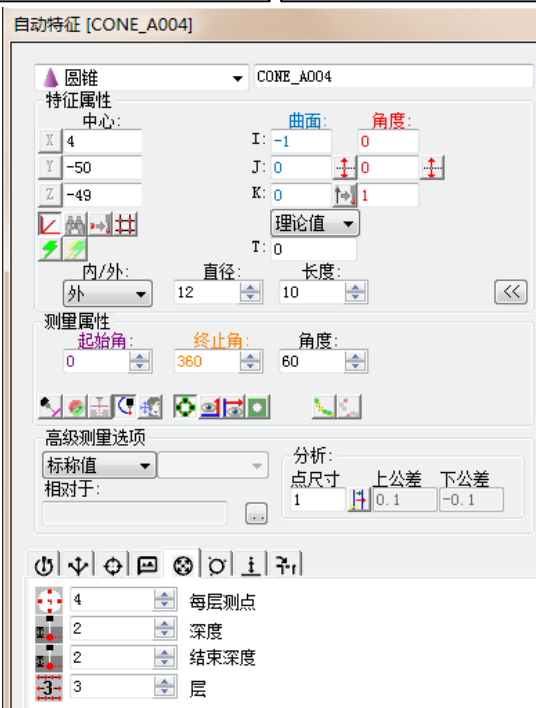 自动特征 [CONE_A004]
圆锥 CONE_A004
特征属性
中心: 曲面: 角度:
X 4 I: -1 0
Y -50 J: 0 0
Z -49 K: 0 1
理论值
T: 0
内/外: 直径: 长度:
外 12 10 <<
测量属性
起始角: 终止角: 角度:
0 360 60
高级测量选项
标称值
分析:
相对于: 点尺寸 上公差 下公差
1 0.1 -0.1
..
4 每层测点
2 深度
2 结束深度
3 3 层